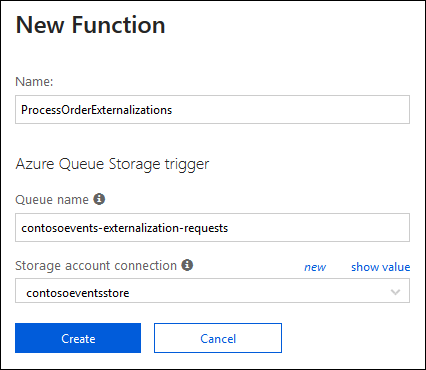 New Function
Name:
ProcessOrderExternalizations
Azure Queue Storage trigger
Queue name
contosoevents-externalization-requests
Storage account connection new show value
contosoeventsstore
Create Cancel